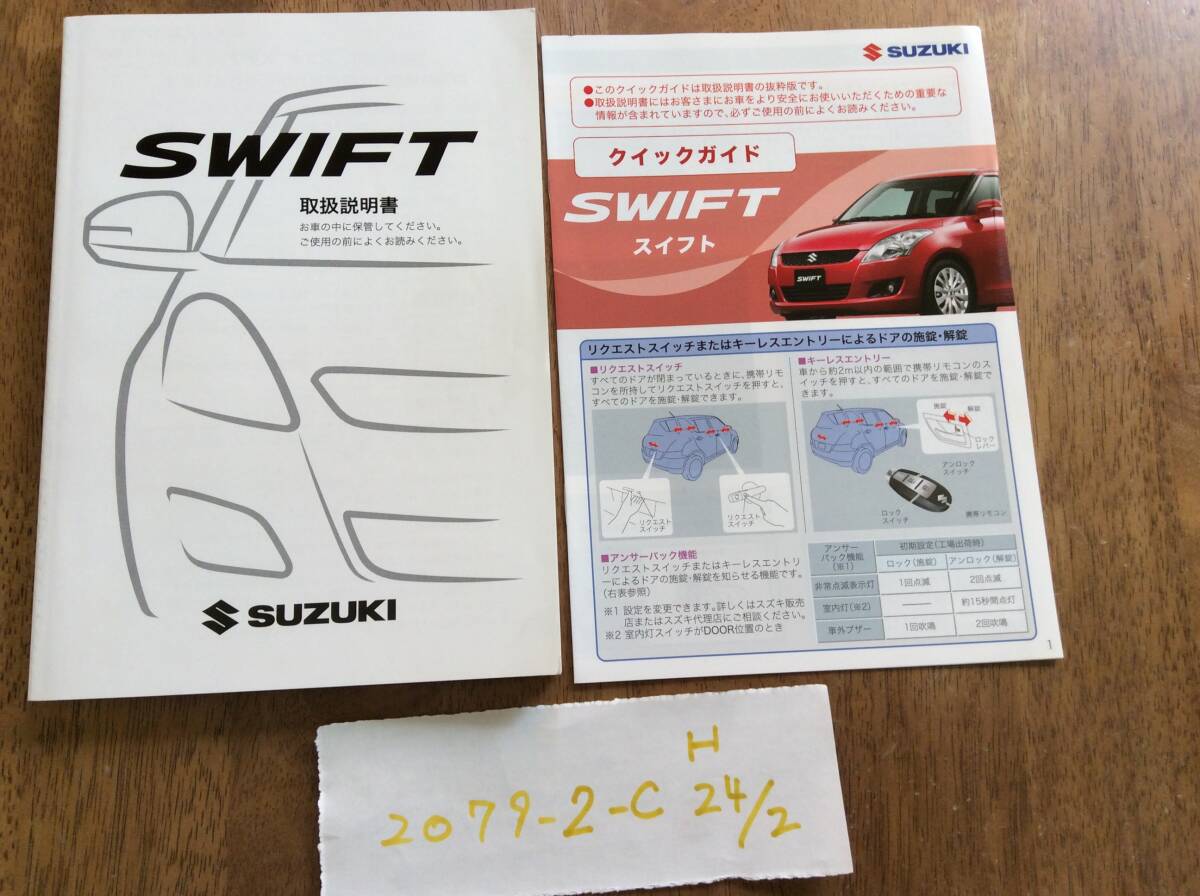 SWIFT
取扱説明書
お車の中に保管してください。
ご使用の前によくお読みください。
SUZUKI
SUZUKI
●このクイックガイドは取扱説明書の抜粋版です。
●取扱説明書にはお客さまにお車をより安全にお使いいただくための重要な
情報が含まれていますので、必ずご使用の前によくお読みください。
クイックガイド
SWIFT
スイフト
SWIFT
リクエストスイッチまたはキーレスエントリーによるドアの施錠・解錠
■リクエストスイッチ
すべてのドアが閉まっているときに、携帯リモ
コンを所持してリクエストスイッチを押すと、
すべてのドアを施錠・解錠できます。
リクエスト
スイッチ
リクエスト
スイッチ
■アンサーバック機能
リクエストスイッチまたはキーレスエントリ
ーによるドアの施錠・解錠を知らせる機能です。
(右表参照)
※1 設定を変更できます。詳しくはスズキ販売
店またはスズキ代理店にご相談ください。
※2 室内灯スイッチがDOOR位置のとき
■キーレスエントリー
車から約2m以内の範囲で携帯リモコンのス
イッチを押すと、すべてのドアを施錠・解錠で
きます。
施錠 解錠
ロック
レバー
アンロック
スイッチ
ロック
スイッチ
携帯リモコン
アンサー
バック機能
(※1)
初期設定(工場出荷時)
ロック(施錠) アンロック(解錠)
非常点滅表示灯 1回点滅 2回点滅
室内灯(※2) —— 約15秒間点灯
車外ブザー 1回吹鳴 2回吹鳴
1
H
2079-2-C 24/2